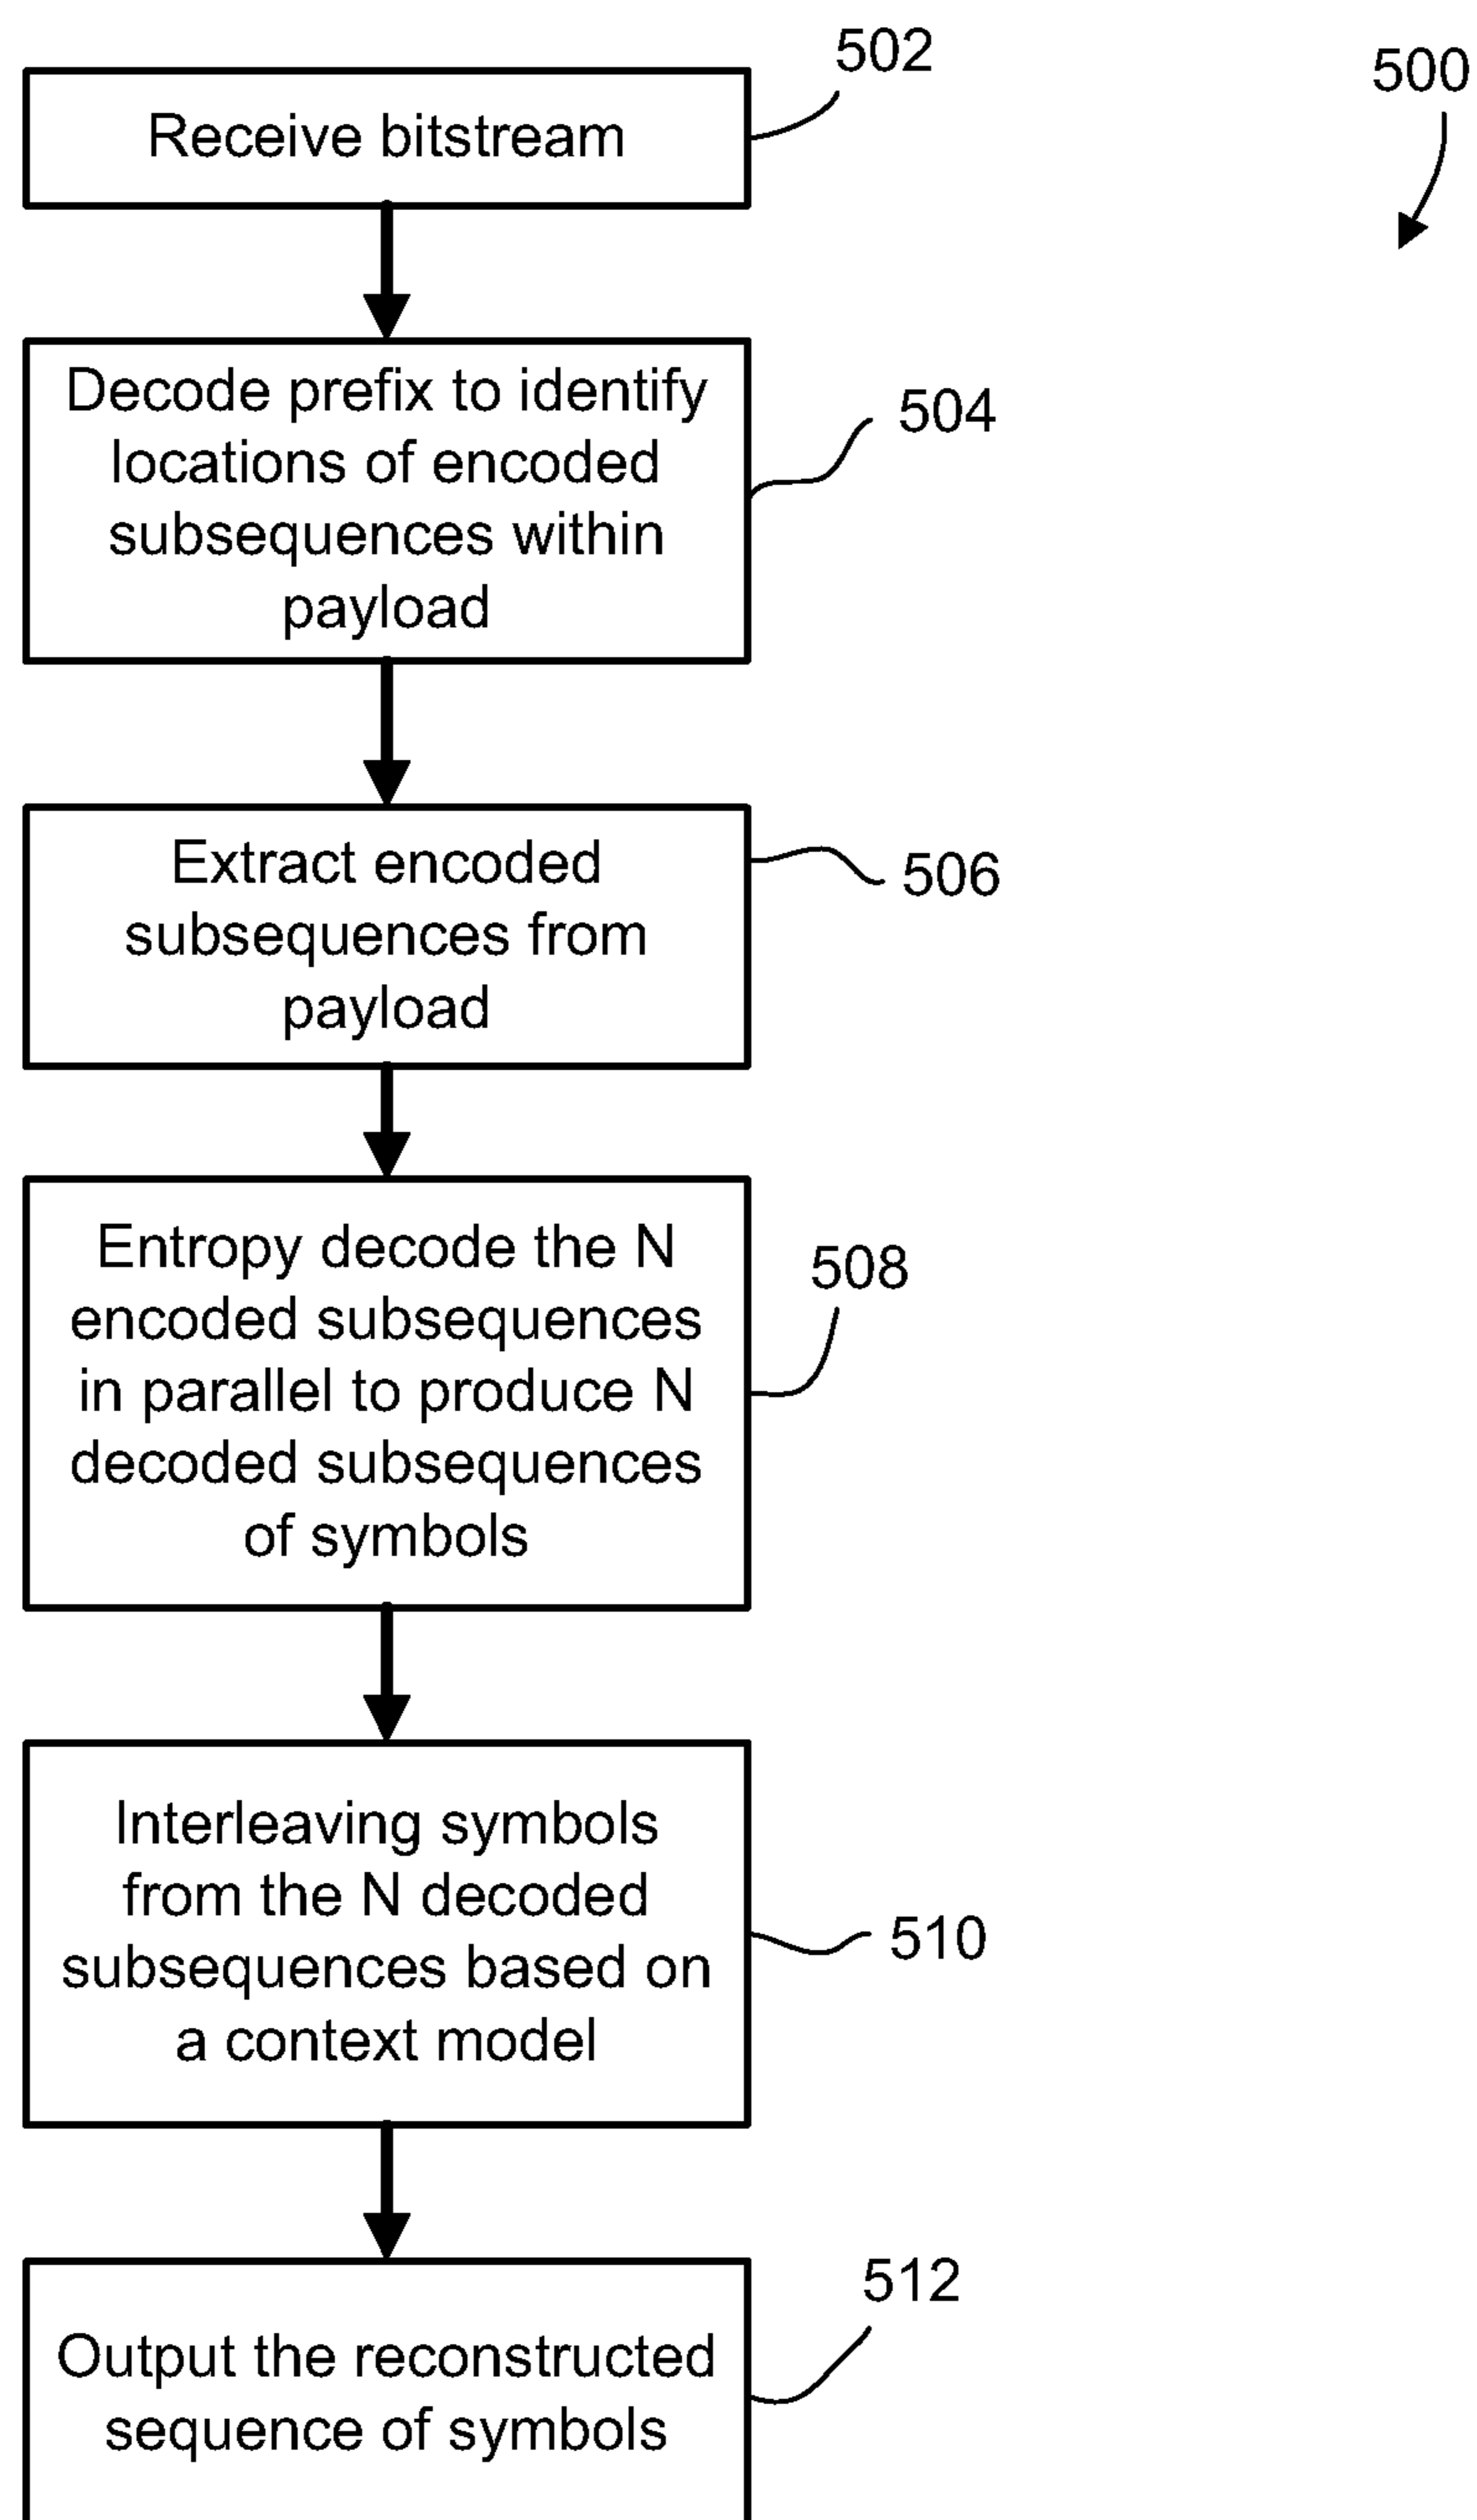 502
500
Receive bitstream
Decode prefix to identify
locations of encoded
subsequences within
payload
504
Extract encoded
subsequences from
payload
506
Entropy decode the N
encoded subsequences
in parallel to produce N
decoded subsequences
of symbols
508
Interleaving symbols
from the N decoded
subsequences based on
a context model
510
512
Output the reconstructed
sequence of symbols